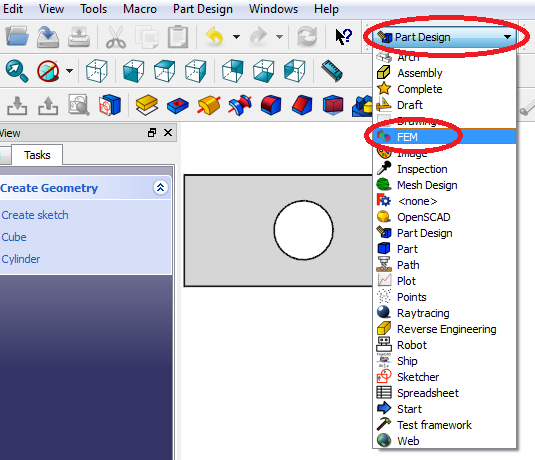 Edit View Tools Macro Part Design Windows Help
Part Design
Arch
Assembly
Complete
Draft
Drawing
FEM
Image
Inspection
Mesh Design
<none>
OpenSCAD
Part Design
Part
Path
Plot
Points
Raytracing
Reverse Engineering
Robot
Ship
Sketcher
Spreadsheet
Start
Test framework
Web
View
Tasks
Create Geometry
Create sketch
Cube
Cylinder